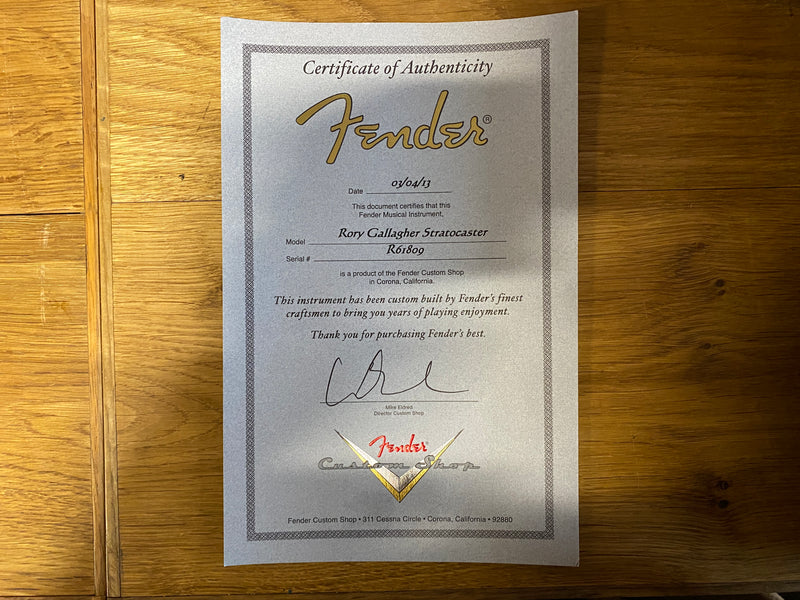 Certificate of Authenticity
Fender®
Date 03/04/13
This document certifies that this
Fender Musical Instrument,
Model Rory Gallagher Stratocaster
Serial # R61809
is a product of the Fender Custom Shop
in Corona, California.
This instrument has been custom built by Fender's finest
craftsmen to bring you years of playing enjoyment.
Thank you for purchasing Fender's best.
Mike Eldred
Director Custom Shop
Fender®
Custom Shop
Fender Custom Shop • 311 Cessna Circle • Corona, California • 92880